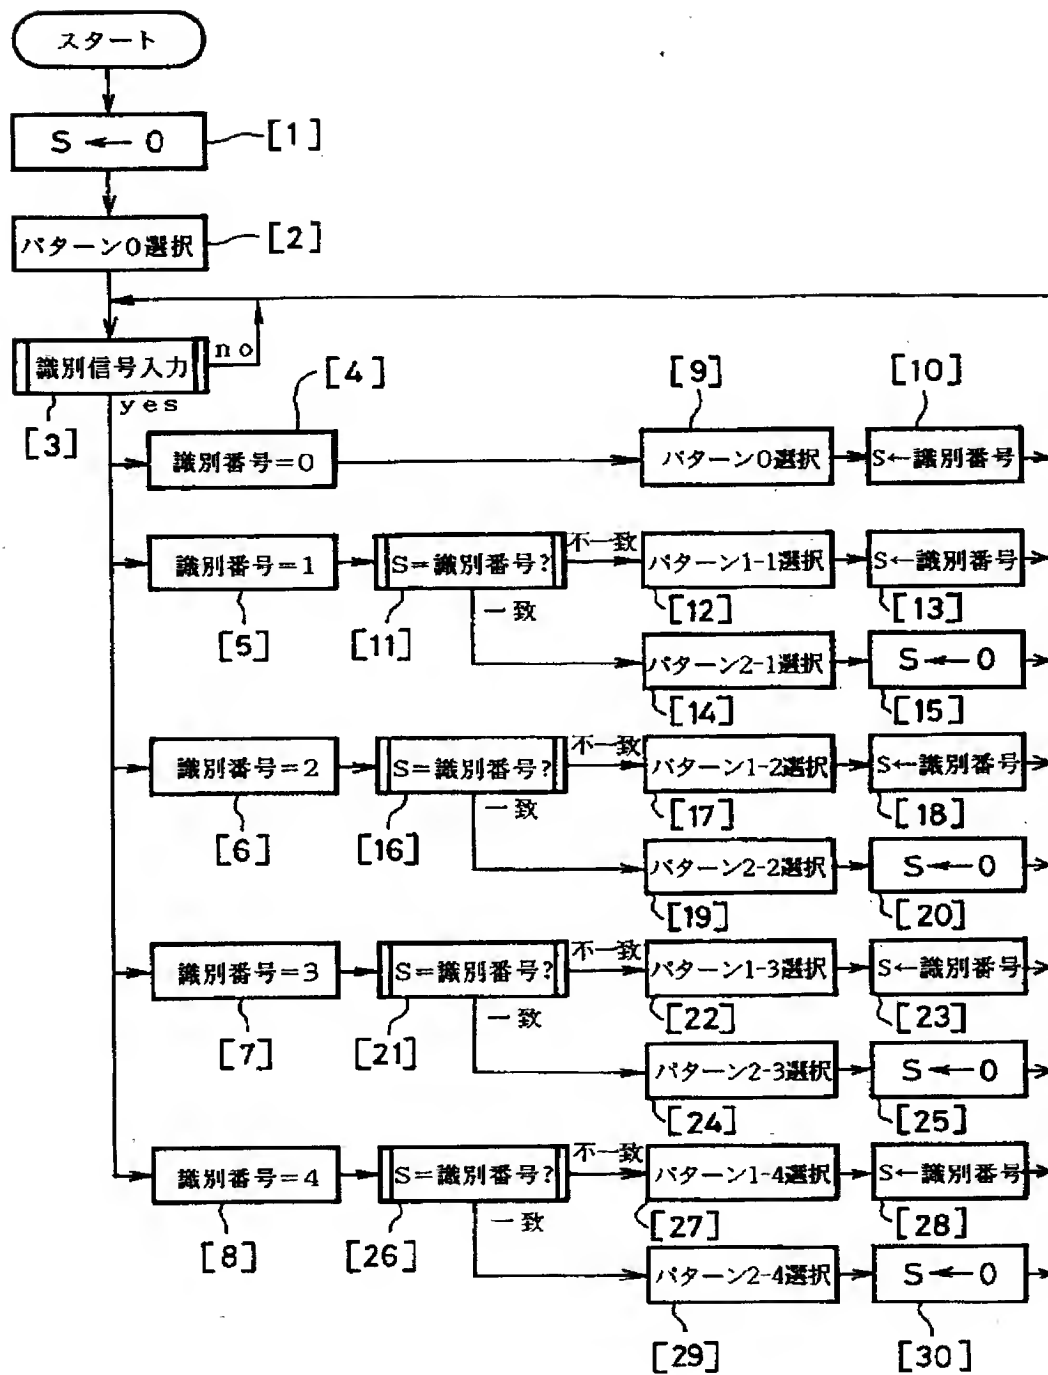 スタート
S ← 0
[1]
パターン0選択
[2]
識別信号入力
no
yes
[3]
[4]
[9]
[10]
識別番号=0
パターン0選択
S←識別番号
識別番号=1
S=識別番号?
不一致
パターン1-1選択
S←識別番号
[5]
[11]
一致
[12]
[13]
パターン2-1選択
S←0
[14]
[15]
識別番号=2
S=識別番号?
不一致
パターン1-2選択
S←識別番号
[6]
[16]
一致
[17]
[18]
パターン2-2選択
S←0
[19]
[20]
識別番号=3
S=識別番号?
不一致
パターン1-3選択
S←識別番号
[7]
[21]
一致
[22]
[23]
パターン2-3選択
S←0
[24]
[25]
識別番号=4
S=識別番号?
不一致
パターン1-4選択
S←識別番号
[8]
[26]
一致
[27]
[28]
パターン2-4選択
S←0
[29]
[30]